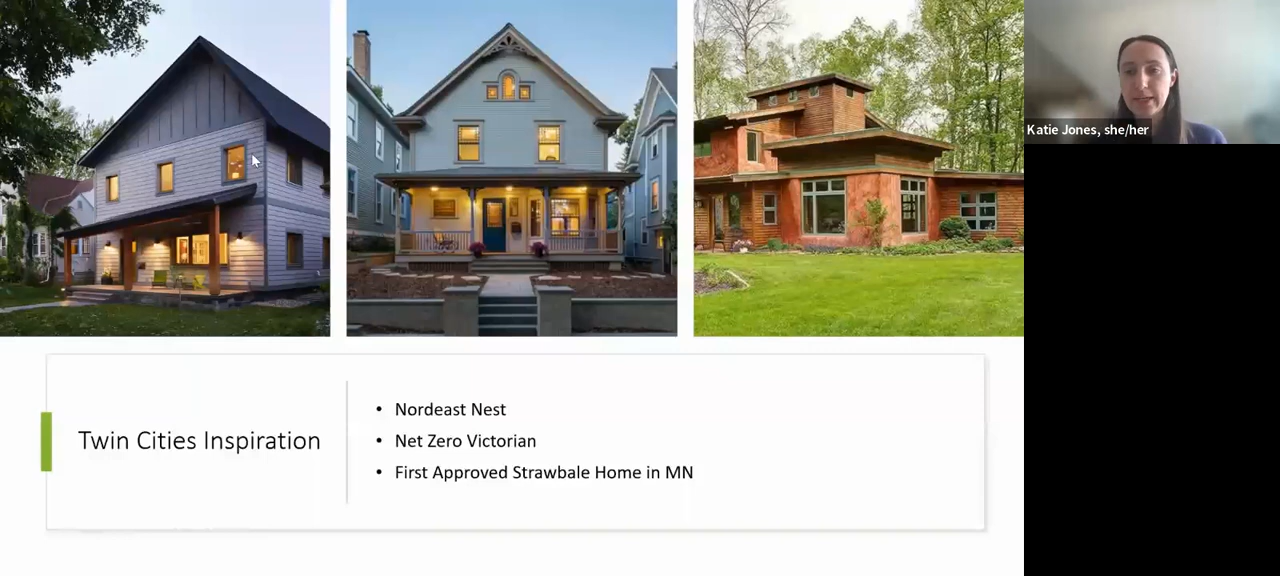 Katie Jones, she/her
Twin Cities Inspiration
• Nordeast Nest
• Net Zero Victorian
• First Approved Strawbale Home in MN